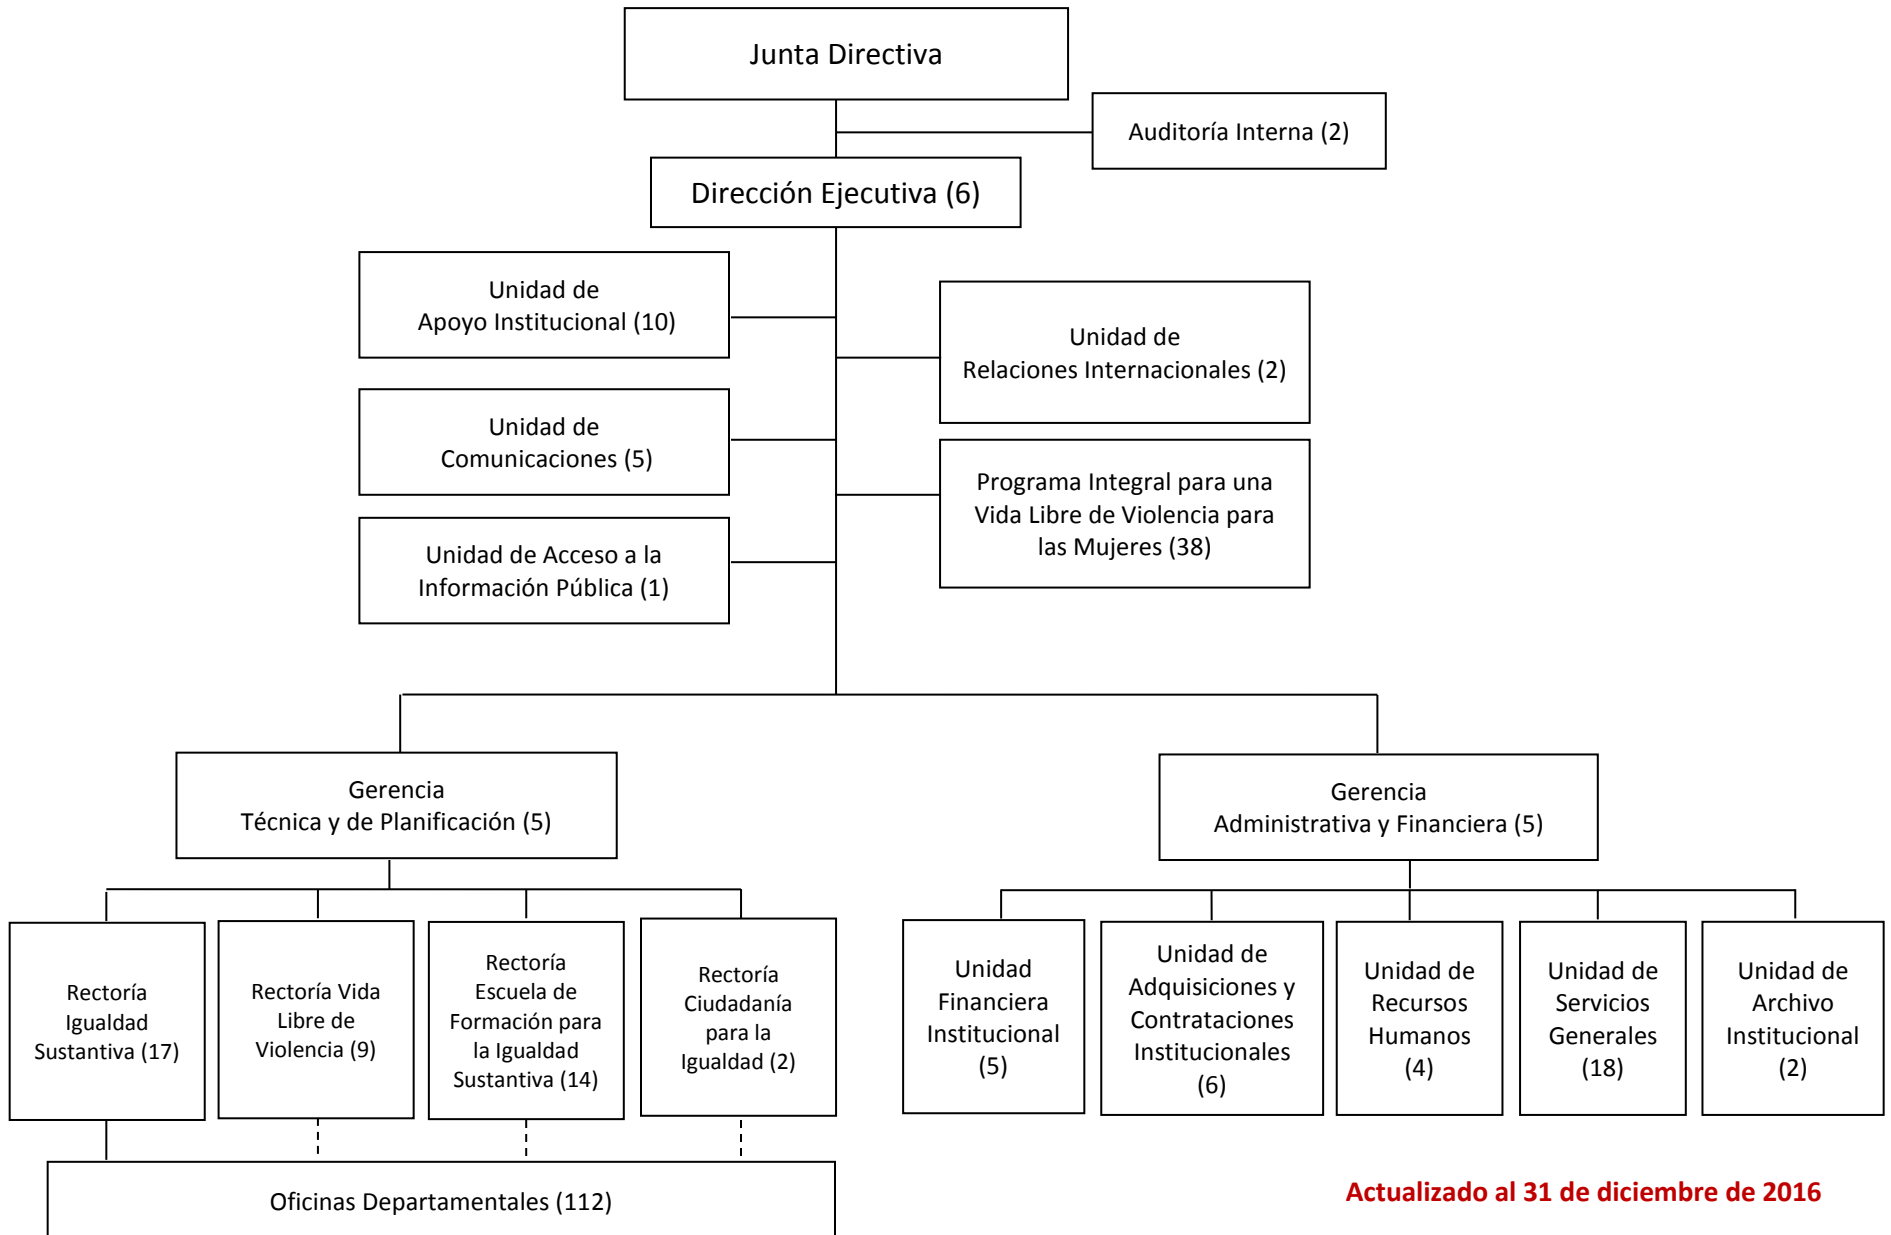 Junta Directiva
Auditoría Interna (2)
Dirección Ejecutiva (6)
Unidad de
Apoyo Institucional (10)
Unidad de
Relaciones Internacionales (2)
Unidad de
Comunicaciones (5)
Programa Integral para una
Vida Libre de Violencia para
las Mujeres (38)
Unidad de Acceso a la
Información Pública (1)
Gerencia
Técnica y de Planificación (5)
Gerencia
Administrativa y Financiera (5)
Rectoría
Igualdad
Sustantiva (17)
Rectoría Vida
Libre de
Violencia (9)
Rectoría
Escuela de
Formación para
la Igualdad
Sustantiva (14)
Rectoría
Ciudadanía
para la
Igualdad (2)
Unidad
Financiera
Institucional
(5)
Unidad de
Adquisiciones y
Contrataciones
Institucionales
(6)
Unidad de
Recursos
Humanos
(4)
Unidad de
Servicios
Generales
(18)
Unidad de
Archivo
Institucional
(2)
Oficinas Departamentales (112)
Actualizado al 31 de diciembre de 2016